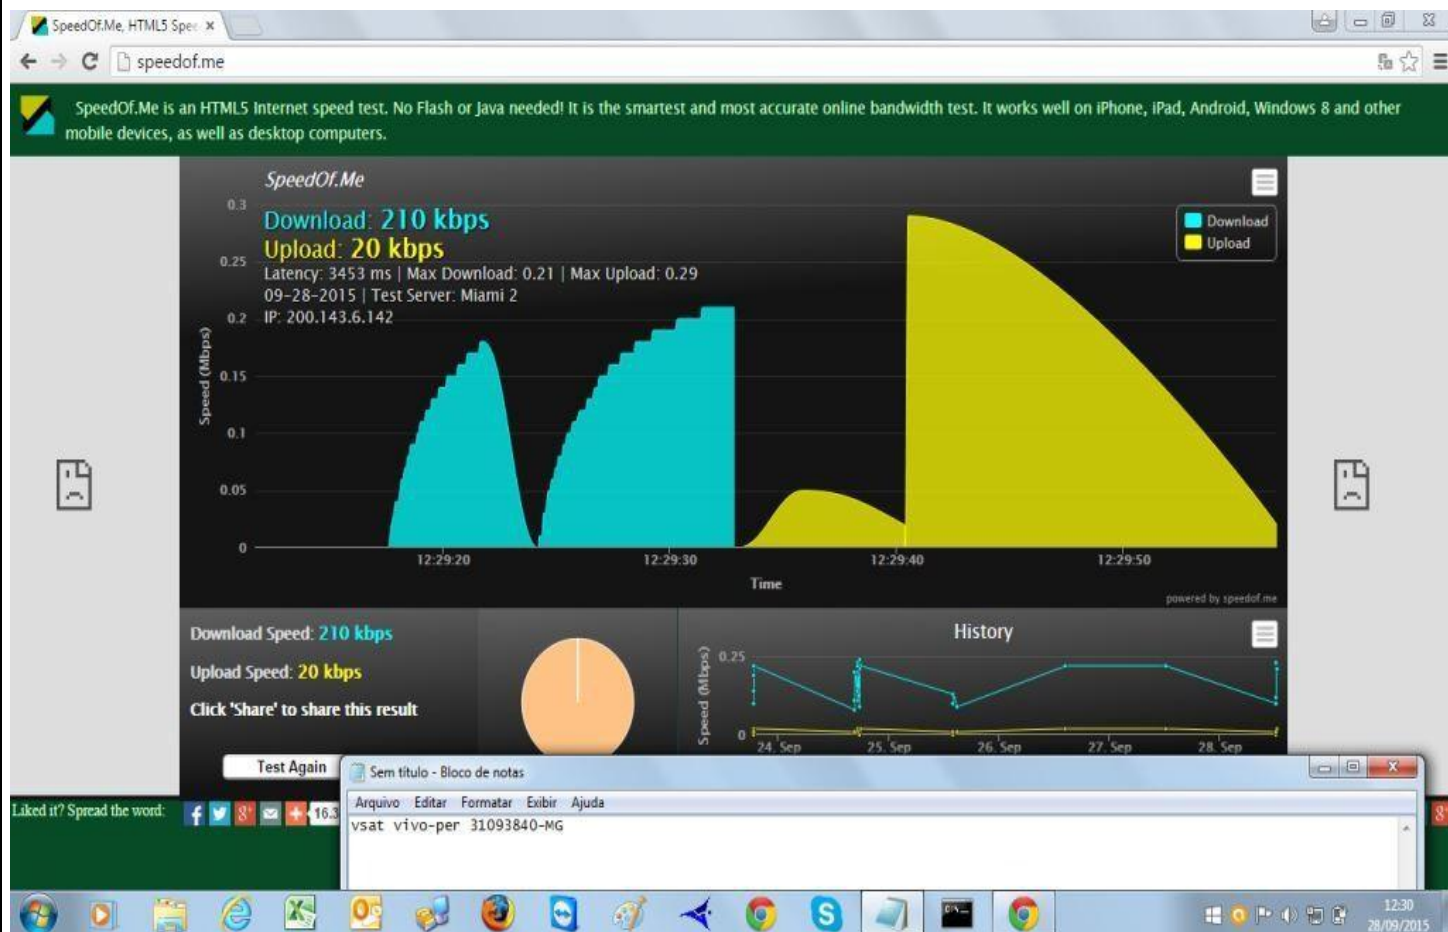 SpeedOf.Me, HTML5 Spee
speedof.me
SpeedOf.Me is an HTML5 Internet speed test. No Flash or Java needed! It is the smartest and most accurate online bandwidth test. It works well on iPhone, iPad, Android, Windows 8 and other
mobile devices, as well as desktop computers.
SpeedOf.Me
Download: 210 kbps
Upload: 20 kbps
Latency: 3453 ms | Max Download: 0.21 | Max Upload: 0.29
09-28-2015 | Test Server: Miami 2
IP: 200.143.6.142
Download
Upload
Speed (Mbps)
0.3
0.25
0.2
0.15
0.1
0.05
0
12:29:20 12:29:30 12:29:40 12:29:50
Time
powered by speedof.me
Download Speed: 210 kbps
Upload Speed: 20 kbps
Click 'Share' to share this result
Test Again
History
Speed (Mbps)
0.25
0
24. Sep 25. Sep 26. Sep 27. Sep 28. Sep
Liked it? Spread the word:
16.3
Sem título - Bloco de notas
Arquivo Editar Formatar Exibir Ajuda
vsat vivo-per 31093840-MG
12:30
28/09/2015